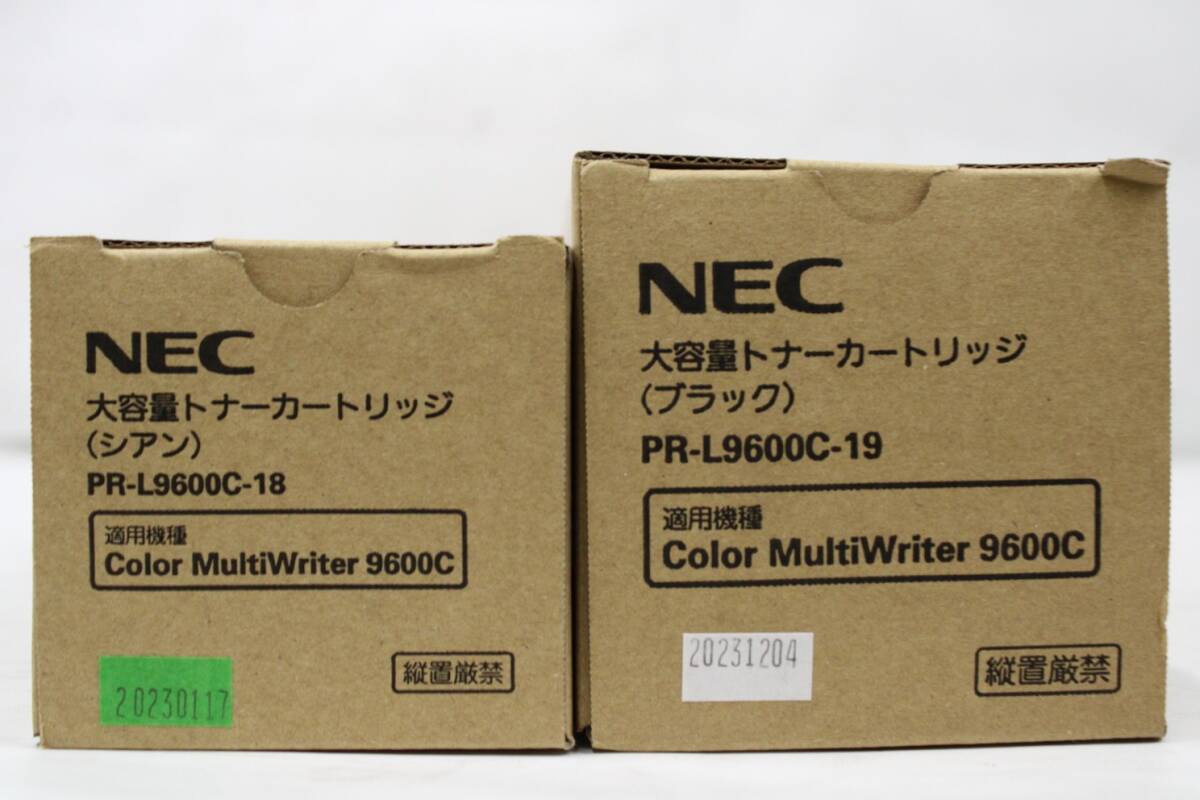 NEC
大容量トナーカートリッジ
(シアン)
PR-L9600C-18
適用機種
Color MultiWriter 9600C
縦置厳禁
20230117
NEC
大容量トナーカートリッジ
(ブラック)
PR-L9600C-19
適用機種
Color MultiWriter 9600C
20231204
縦置厳禁